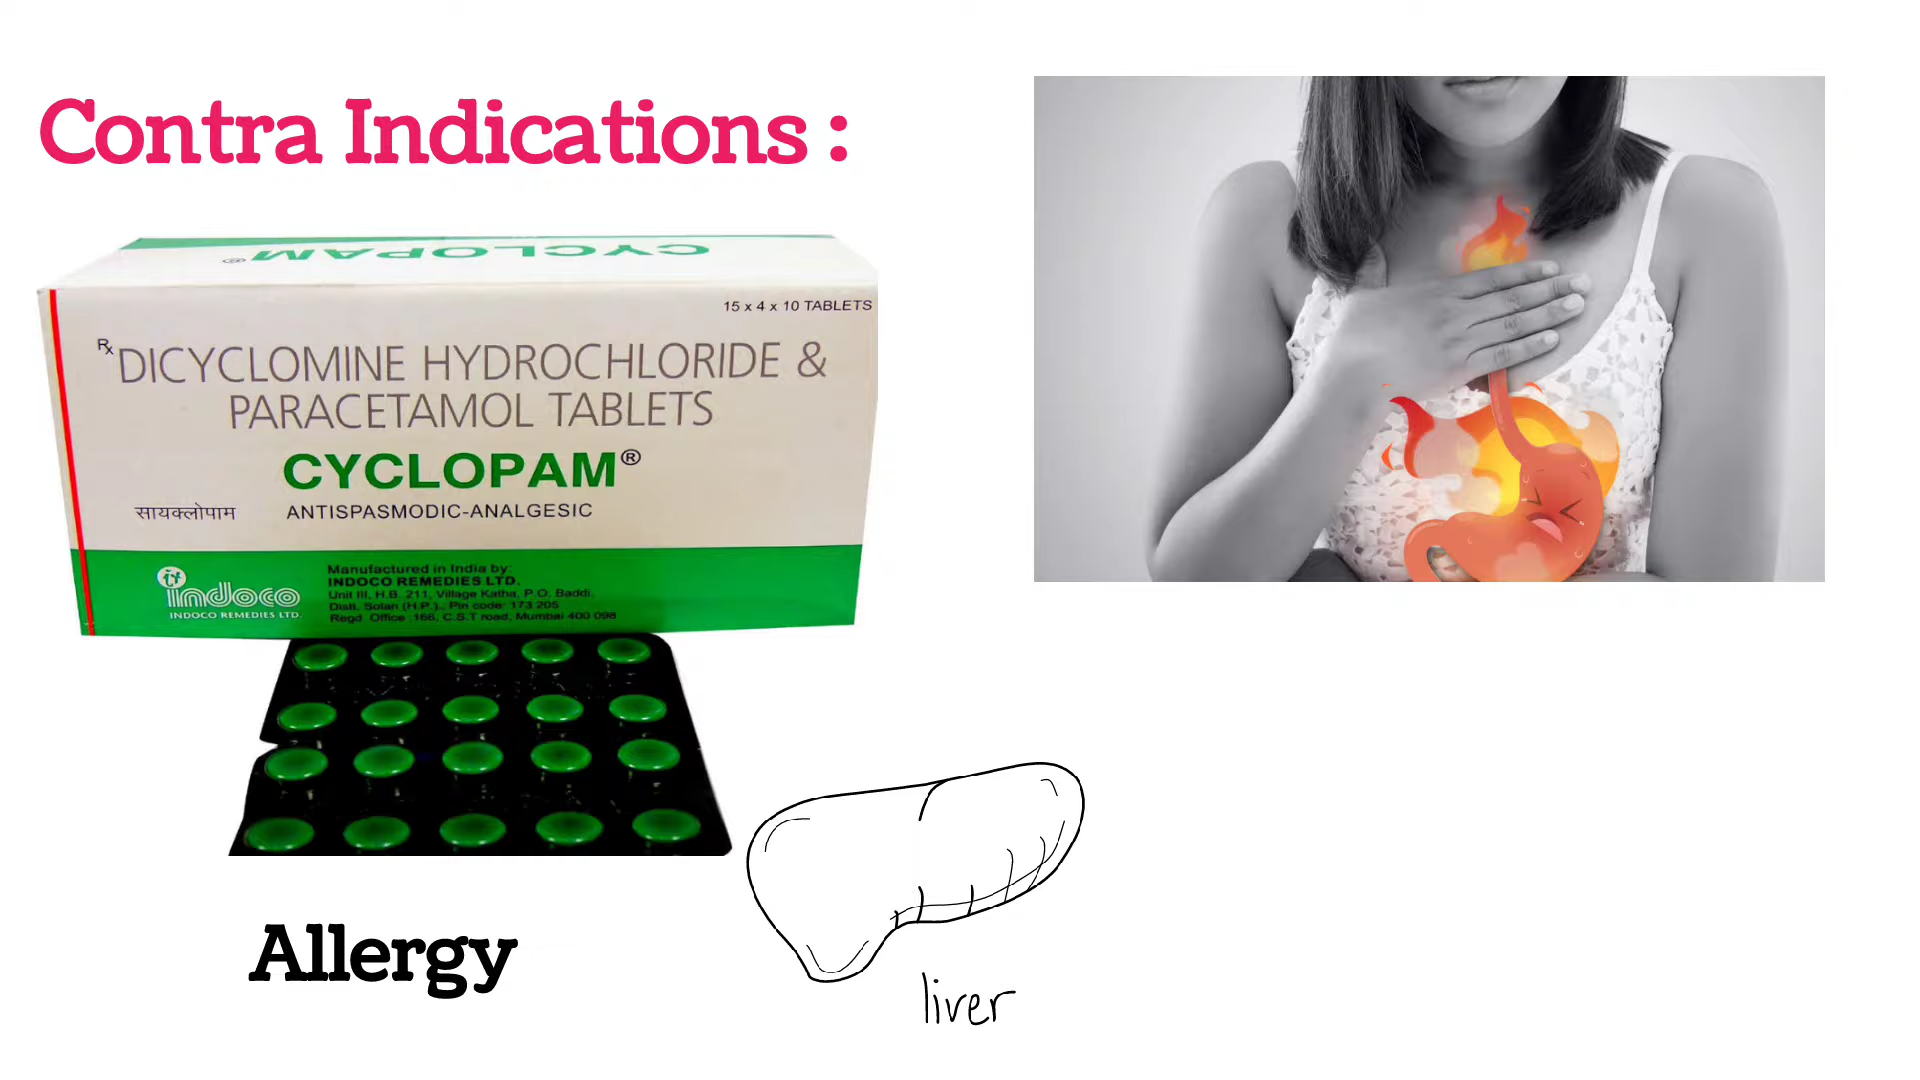 Contra Indications :
CYCLOPAM®
15 x 4 x 10 TABLETS
Rx DICYCLOMINE HYDROCHLORIDE &
PARACETAMOL TABLETS
CYCLOPAM®
सायक्लोपाम ANTISPASMODIC-ANALGESIC
indoco
INDOCO REMEDIES LTD.
Manufactured in India by:
INDOCO REMEDIES LTD.
Unit III, H.B. 211, Village Katha, P.O. Baddi,
Distt. Solan (H.P.), Pin code: 173 205
Regd. Office 166, C.S.T road, Mumbai 400 098
Allergy
liver